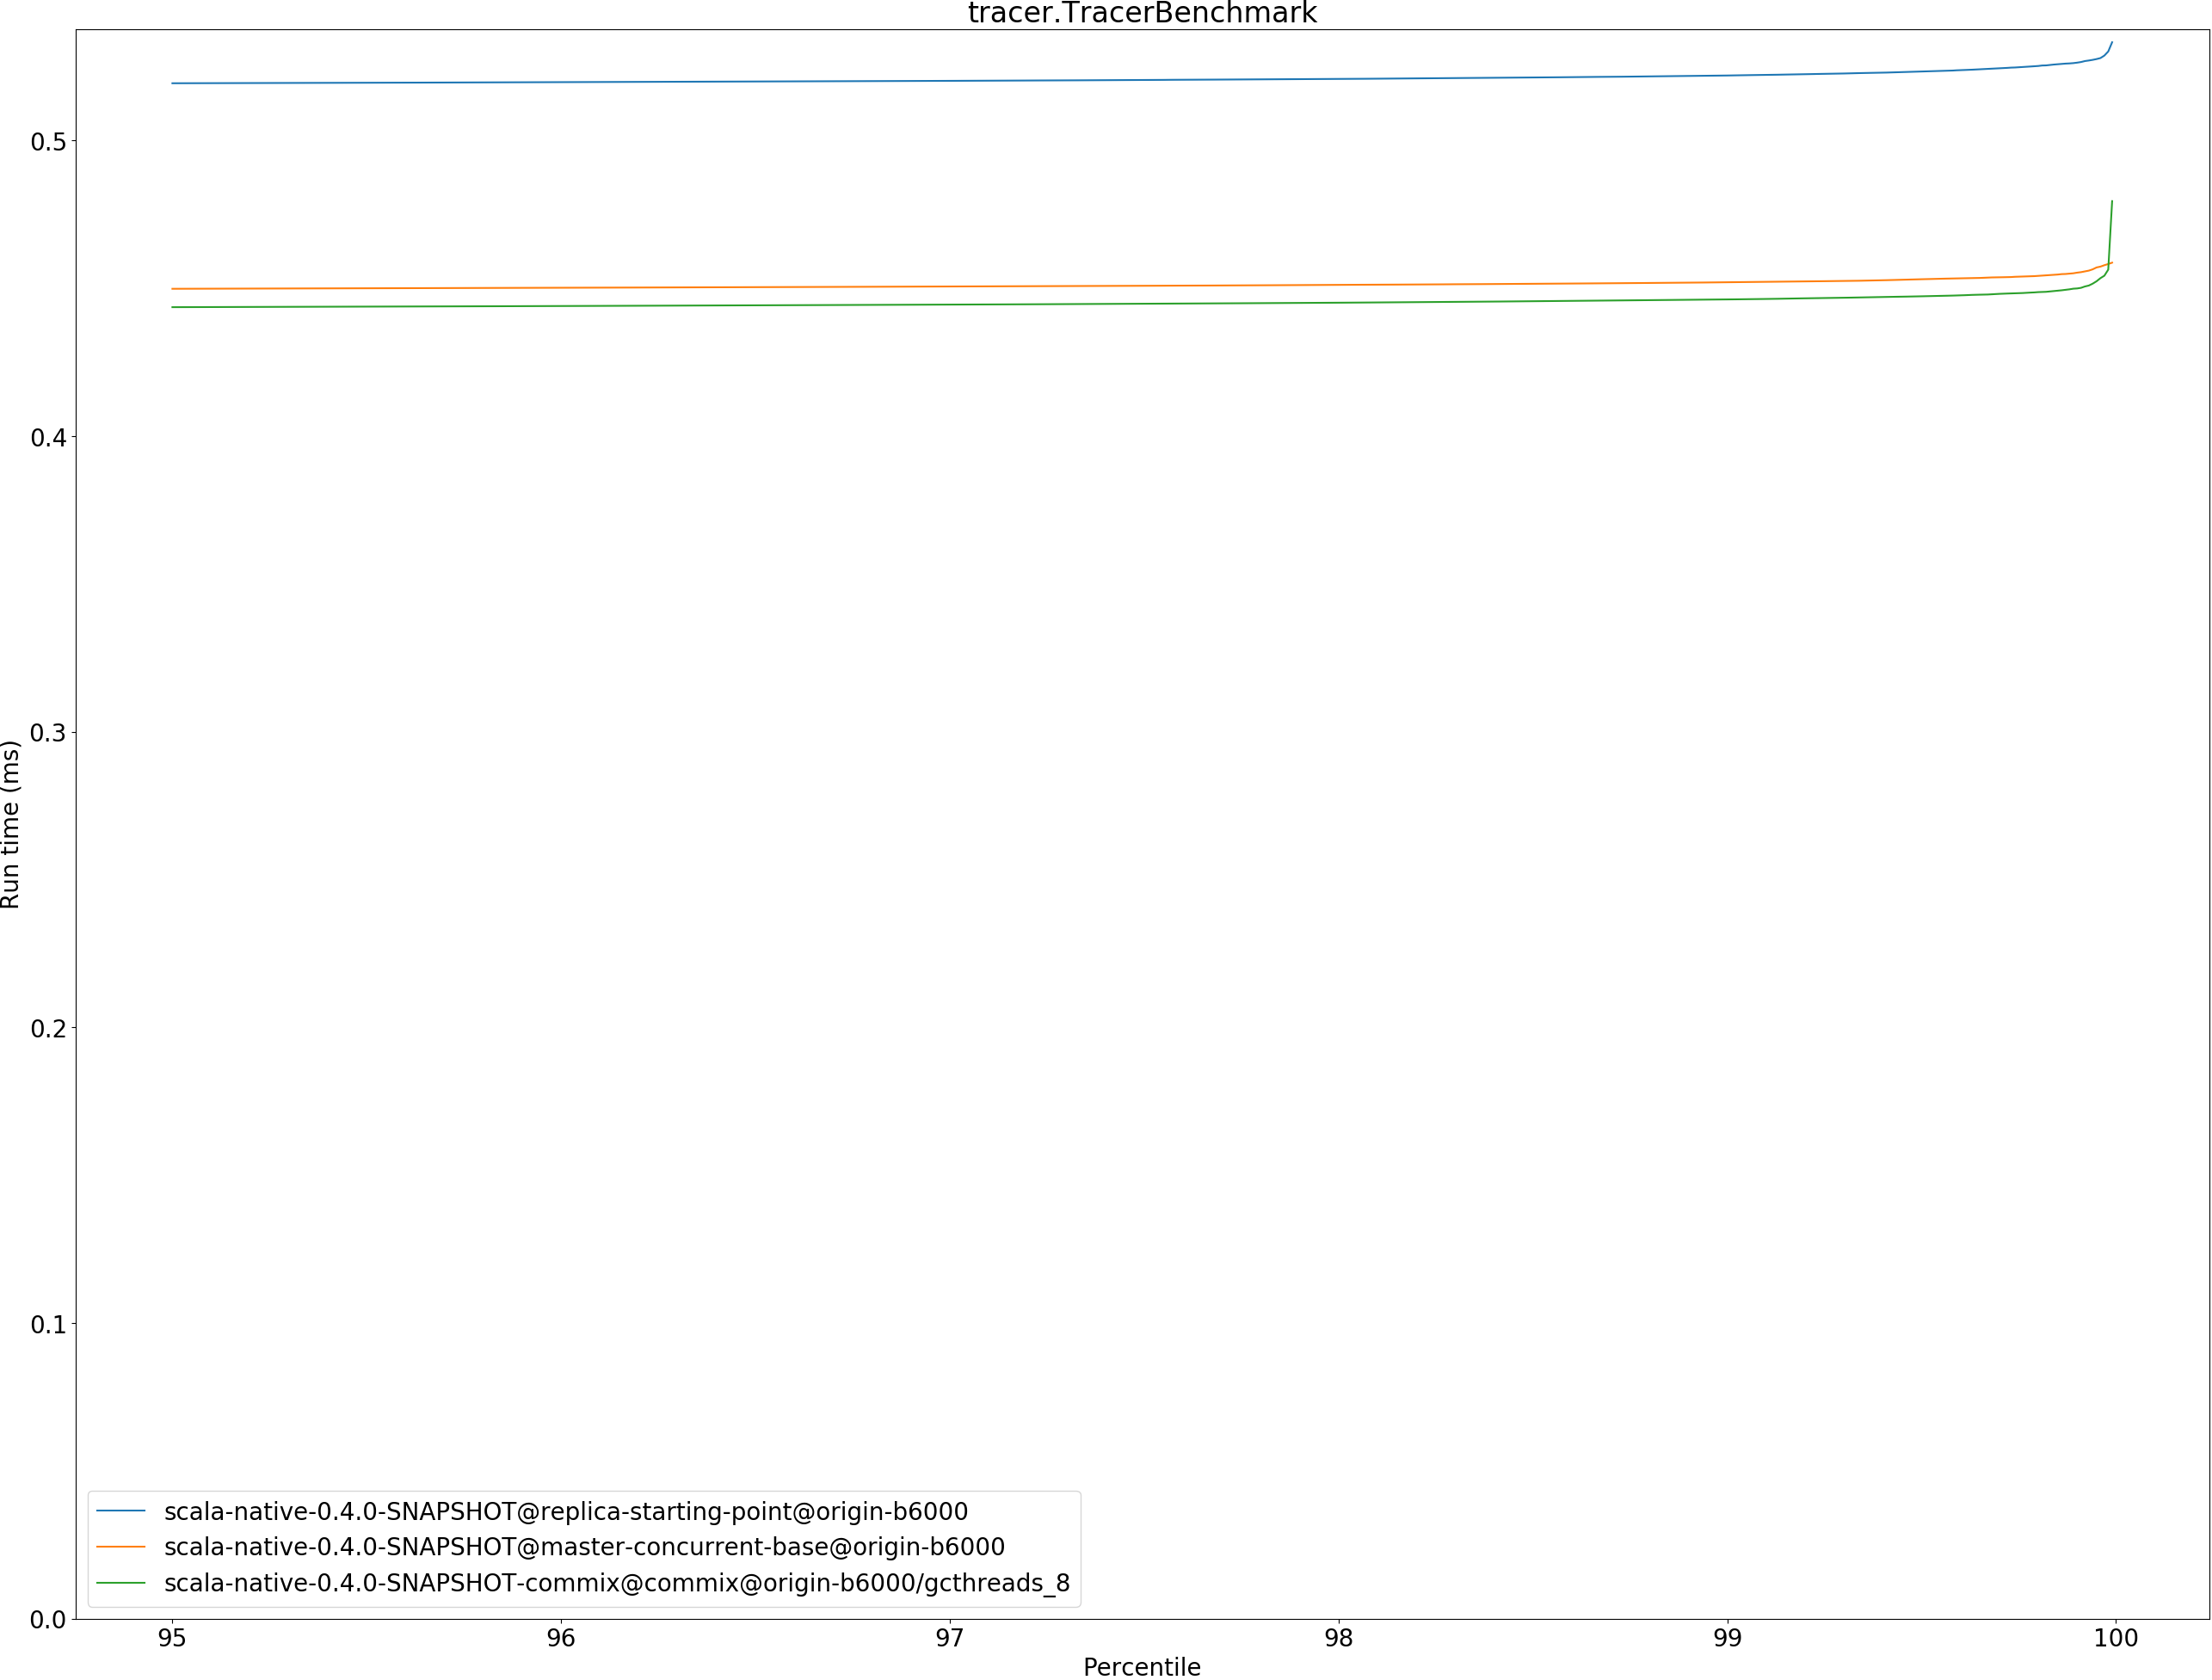 tracer.TracerBenchmark
Run time (ms)
0.5
0.4
0.3
0.2
0.1
0.0
scala-native-0.4.0-SNAPSHOT@replica-starting-point@origin-b6000
scala-native-0.4.0-SNAPSHOT@master-concurrent-base@origin-b6000
scala-native-0.4.0-SNAPSHOT-commix@commix@origin-b6000/gcthreads_8
95 96 97 98 99 100
Percentile